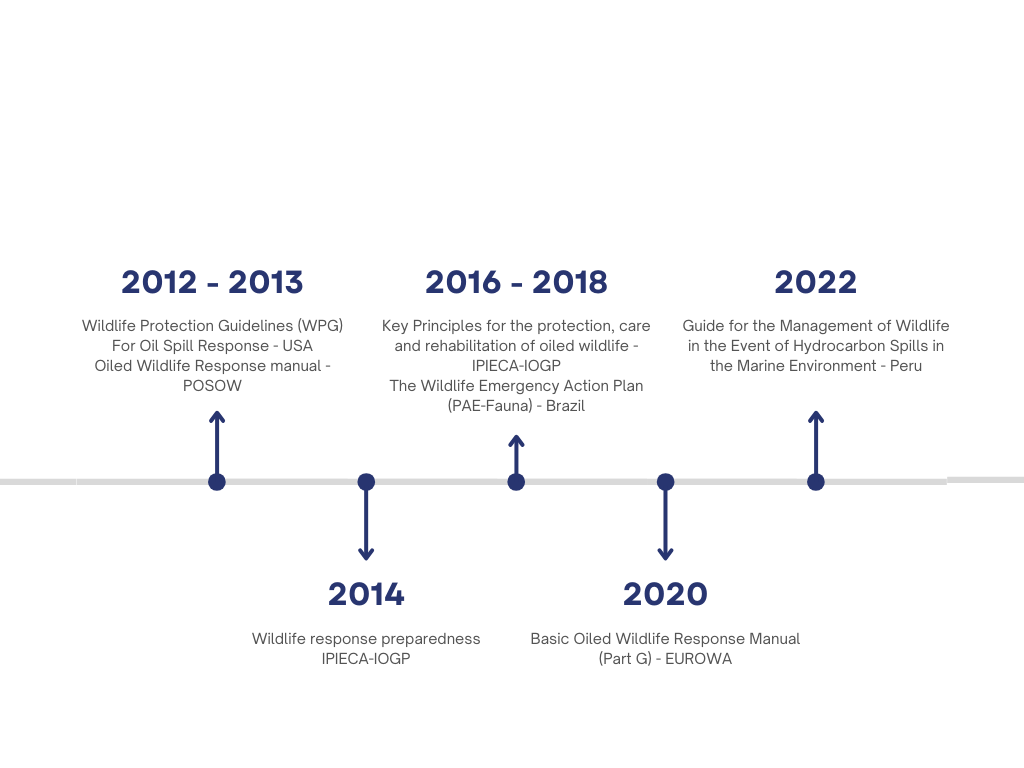 2012 - 2013
Wildlife Protection Guidelines (WPG)
For Oil Spill Response - USA
Oiled Wildlife Response manual -
POSOW
2016 - 2018
Key Principles for the protection, care
and rehabilitation of oiled wildlife -
IPIECA-IOGP
The Wildlife Emergency Action Plan
(PAE-Fauna) - Brazil
2022
Guide for the Management of Wildlife
in the Event of Hydrocarbon Spills in
the Marine Environment - Peru
2014
Wildlife response preparedness
IPIECA-IOGP
2020
Basic Oiled Wildlife Response Manual
(Part G) - EUROWA